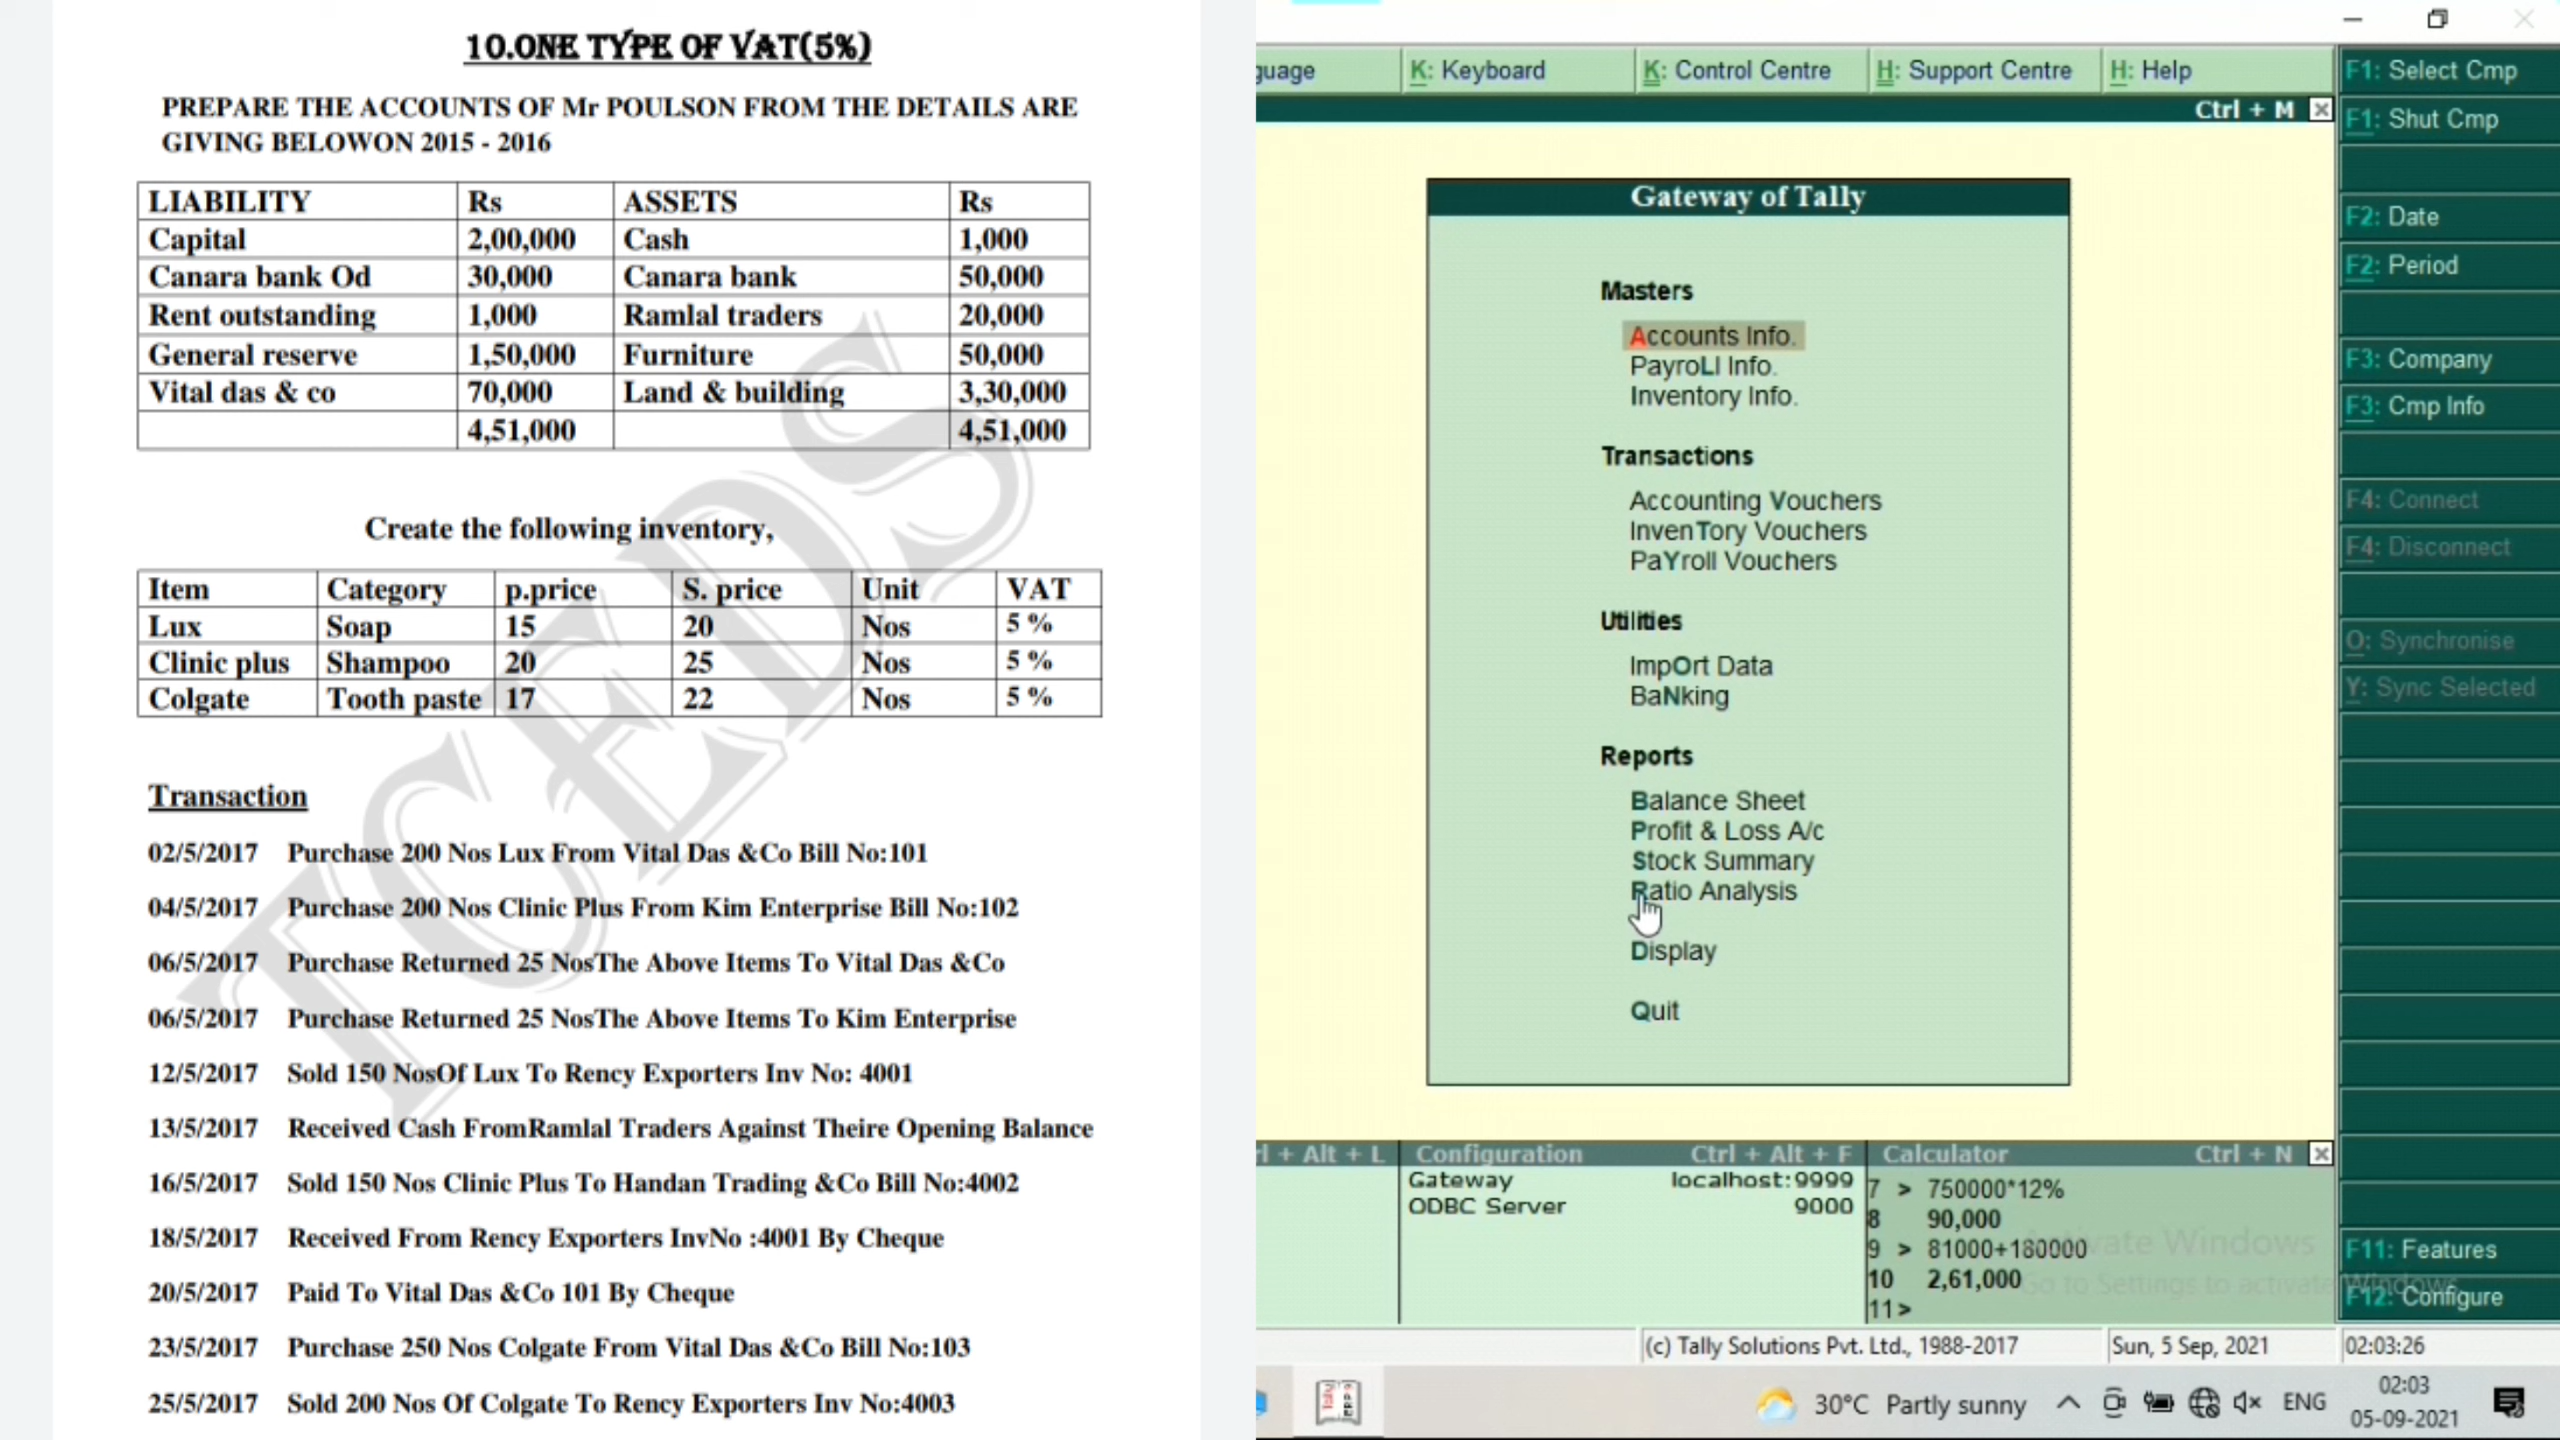 10.ONE TYPE OF VAT(5%)
PREPARE THE ACCOUNTS OF Mr POULSON FROM THE DETAILS ARE
GIVING BELOWON 2015 - 2016
LIABILITY Rs ASSETS Rs
Capital 2,00,000 Cash 1,000
Canara bank Od 30,000 Canara bank 50,000
Rent outstanding 1,000 Ramlal traders 20,000
General reserve 1,50,000 Furniture 50,000
Vital das & co 70,000 Land & building 3,30,000
4,51,000 4,51,000
Create the following inventory,
Item Category p.price S. price Unit VAT
Lux Soap 15 20 Nos 5 %
Clinic plus Shampoo 20 25 Nos 5 %
Colgate Tooth paste 17 22 Nos 5 %
Transaction
02/5/2017 Purchase 200 Nos Lux From Vital Das &Co Bill No:101
04/5/2017 Purchase 200 Nos Clinic Plus From Kim Enterprise Bill No:102
06/5/2017 Purchase Returned 25 NosThe Above Items To Vital Das &Co
06/5/2017 Purchase Returned 25 NosThe Above Items To Kim Enterprise
12/5/2017 Sold 150 NosOf Lux To Rency Exporters Inv No: 4001
13/5/2017 Received Cash FromRamlal Traders Against Theire Opening Balance
16/5/2017 Sold 150 Nos Clinic Plus To Handan Trading &Co Bill No:4002
18/5/2017 Received From Rency Exporters InvNo :4001 By Cheque
20/5/2017 Paid To Vital Das &Co 101 By Cheque
23/5/2017 Purchase 250 Nos Colgate From Vital Das &Co Bill No:103
25/5/2017 Sold 200 Nos Of Colgate To Rency Exporters Inv No:4003
TCEDS
guage K: Keyboard K: Control Centre H: Support Centre H: Help
Ctrl + M
Gateway of Tally
Masters
Accounts Info.
PayroLl Info.
Inventory Info.
Transactions
Accounting Vouchers
InvenTory Vouchers
PaYroll Vouchers
Utilities
ImpOrt Data
BaNking
Reports
Balance Sheet
Profit & Loss A/c
Stock Summary
Ratio Analysis
Display
Quit
F1: Select Cmp
F1: Shut Cmp
F2: Date
F2: Period
F3: Company
F3: Cmp Info
F4: Connect
F4: Disconnect
O: Synchronise
Y: Sync Selected
F11: Features
F12: Configure
rl + Alt + L Configuration Ctrl + Alt + F Calculator Ctrl + N
Gateway localhost:9999
ODBC Server 9000
7 > 750000*12%
8 90,000
9 > 81000+180000
10 2,61,000
11>
Activate Windows
Go to Settings to activate Windows.
(c) Tally Solutions Pvt. Ltd., 1988-2017 Sun, 5 Sep, 2021 02:03:26
30°C Partly sunny ENG 02:03
05-09-2021